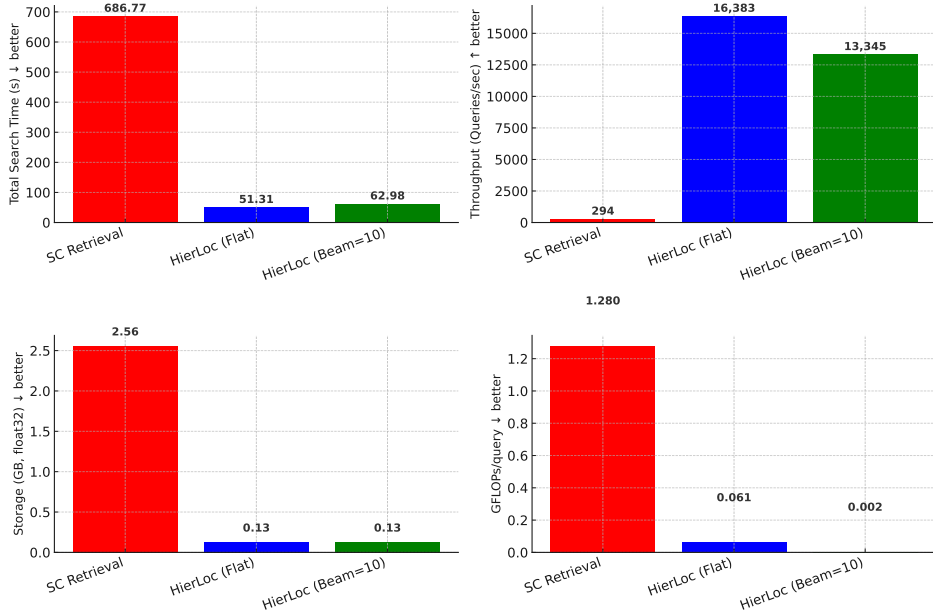 Total Search Time (s) ↓ better
700
600
500
400
300
200
100
0
686.77
51.31
62.98
SC Retrieval
HierLoc (Flat)
HierLoc (Beam=10)
Throughput (Queries/sec) ↑ better
15000
12500
10000
7500
5000
2500
0
294
16,383
13,345
SC Retrieval
HierLoc (Flat)
HierLoc (Beam=10)
Storage (GB, float32) ↓ better
2.5
2.0
1.5
1.0
0.5
0.0
2.56
0.13
0.13
SC Retrieval
HierLoc (Flat)
HierLoc (Beam=10)
GFLOPs/query ↓ better
1.2
1.0
0.8
0.6
0.4
0.2
0.0
1.280
0.061
0.002
SC Retrieval
HierLoc (Flat)
HierLoc (Beam=10)